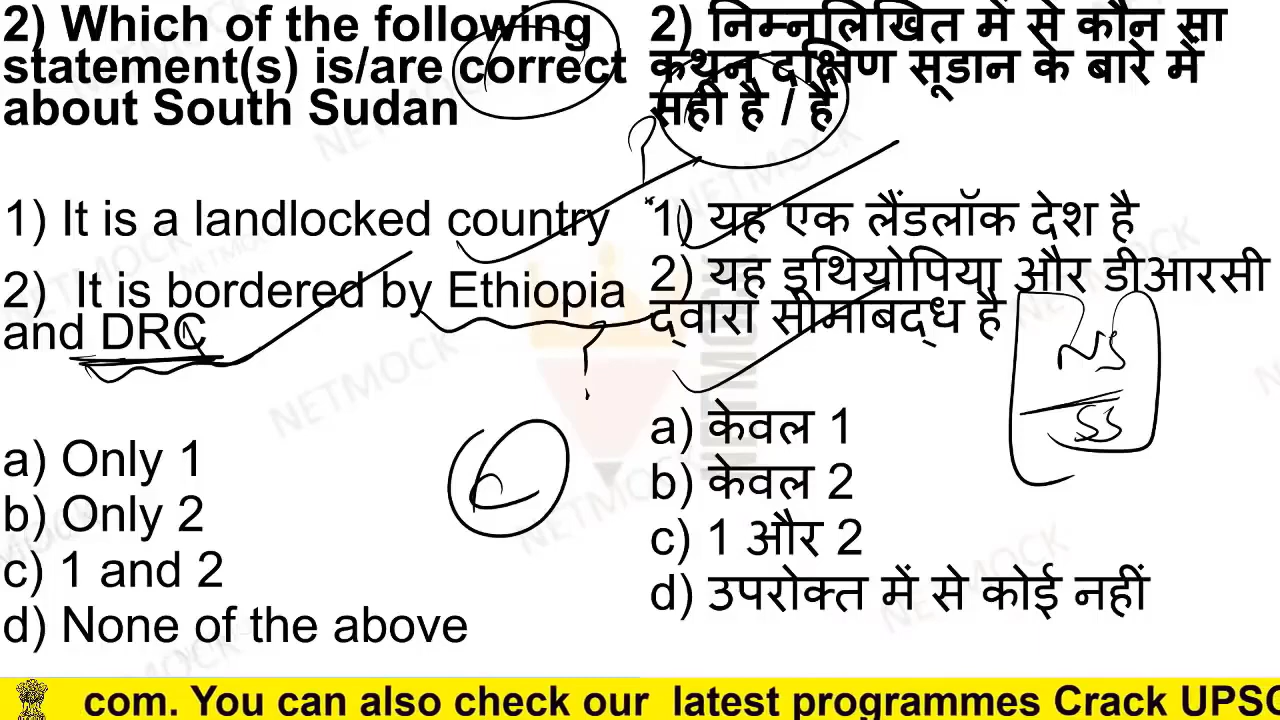 2) Which of the following
statement(s) is/are correct
about South Sudan
1) It is a landlocked country
2) It is bordered by Ethiopia
and DRC
a) Only 1
b) Only 2
c) 1 and 2
d) None of the above
2) निम्नलिखित में से कौन सा
कथन दक्षिण सूडान के बारे में
सही है / हैं
1) यह एक लैंडलॉक देश है
2) यह इथियोपिया और डीआरसी
द्वारा सीमाबद्ध है
a) केवल 1
b) केवल 2
c) 1 और 2
d) उपरोक्त में से कोई नहीं
NETMOCK
com. You can also check our latest programmes Crack UPSC